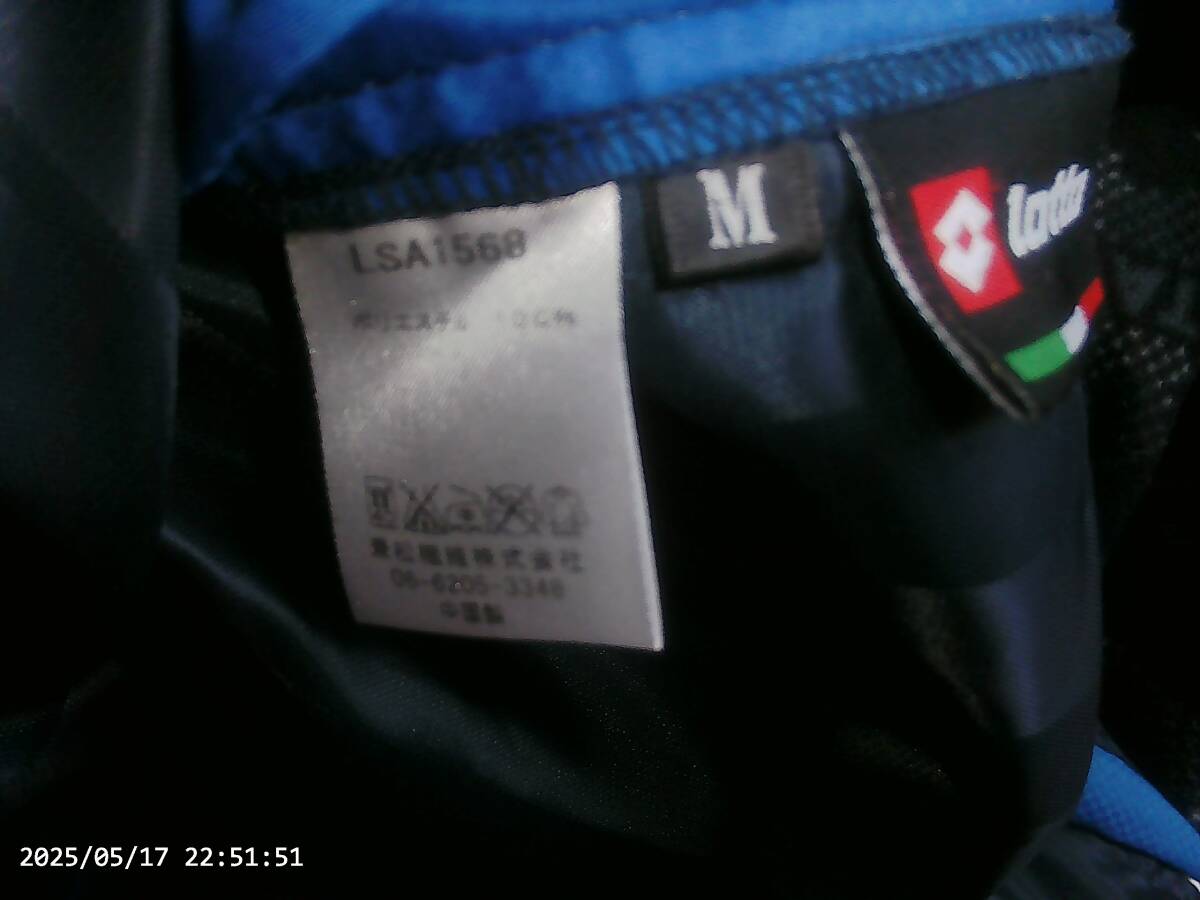 LSA1568
ポリエステル 100%
M
lotto
兼松繊維株式会社
06-6205-3348
中国製
2025/05/17 22:51:51